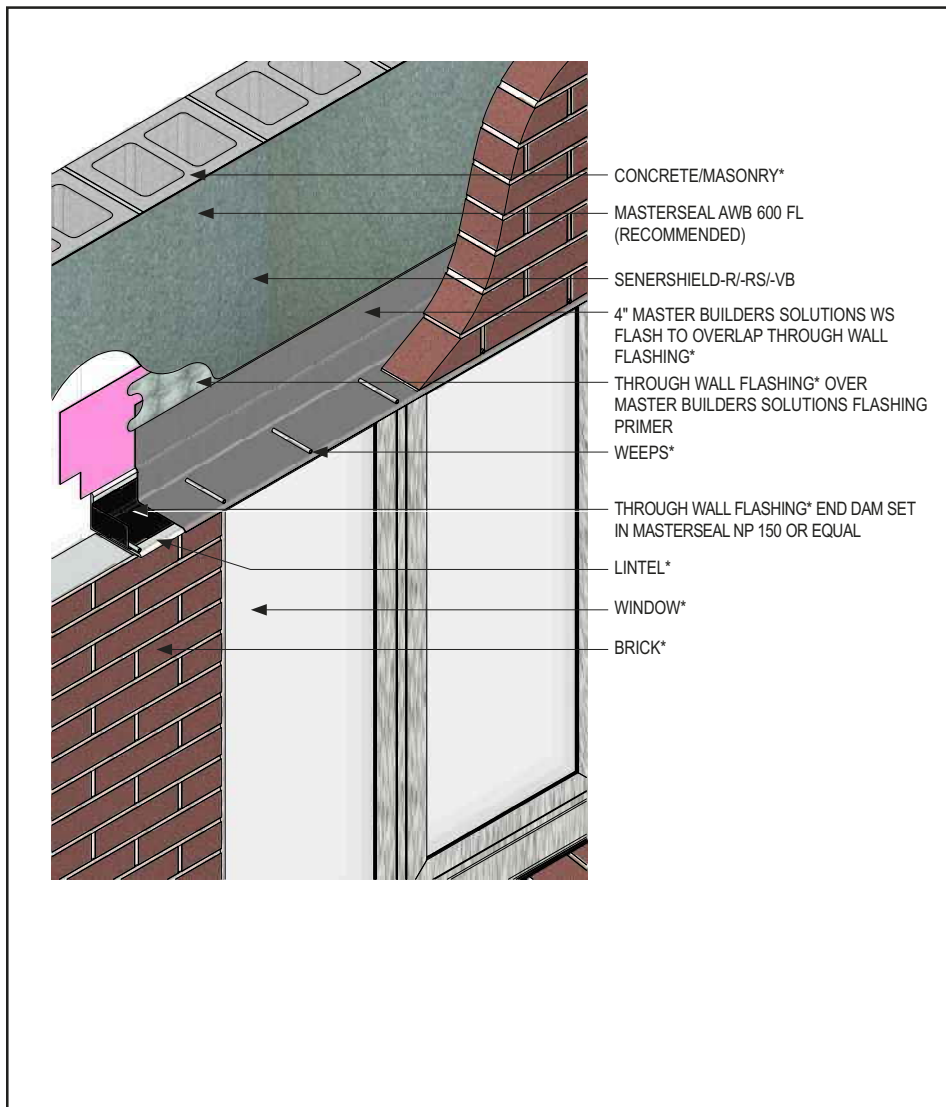 CONCRETE/MASONRY*
MASTERSEAL AWB 600 FL
(RECOMMENDED)
SENERSHIELD-R/-RS/-VB
4" MASTER BUILDERS SOLUTIONS WS
FLASH TO OVERLAP THROUGH WALL
FLASHING*
THROUGH WALL FLASHING* OVER
MASTER BUILDERS SOLUTIONS FLASHING
PRIMER
WEEPS*
THROUGH WALL FLASHING* END DAM SET
IN MASTERSEAL NP 150 OR EQUAL
LINTEL*
WINDOW*
BRICK*